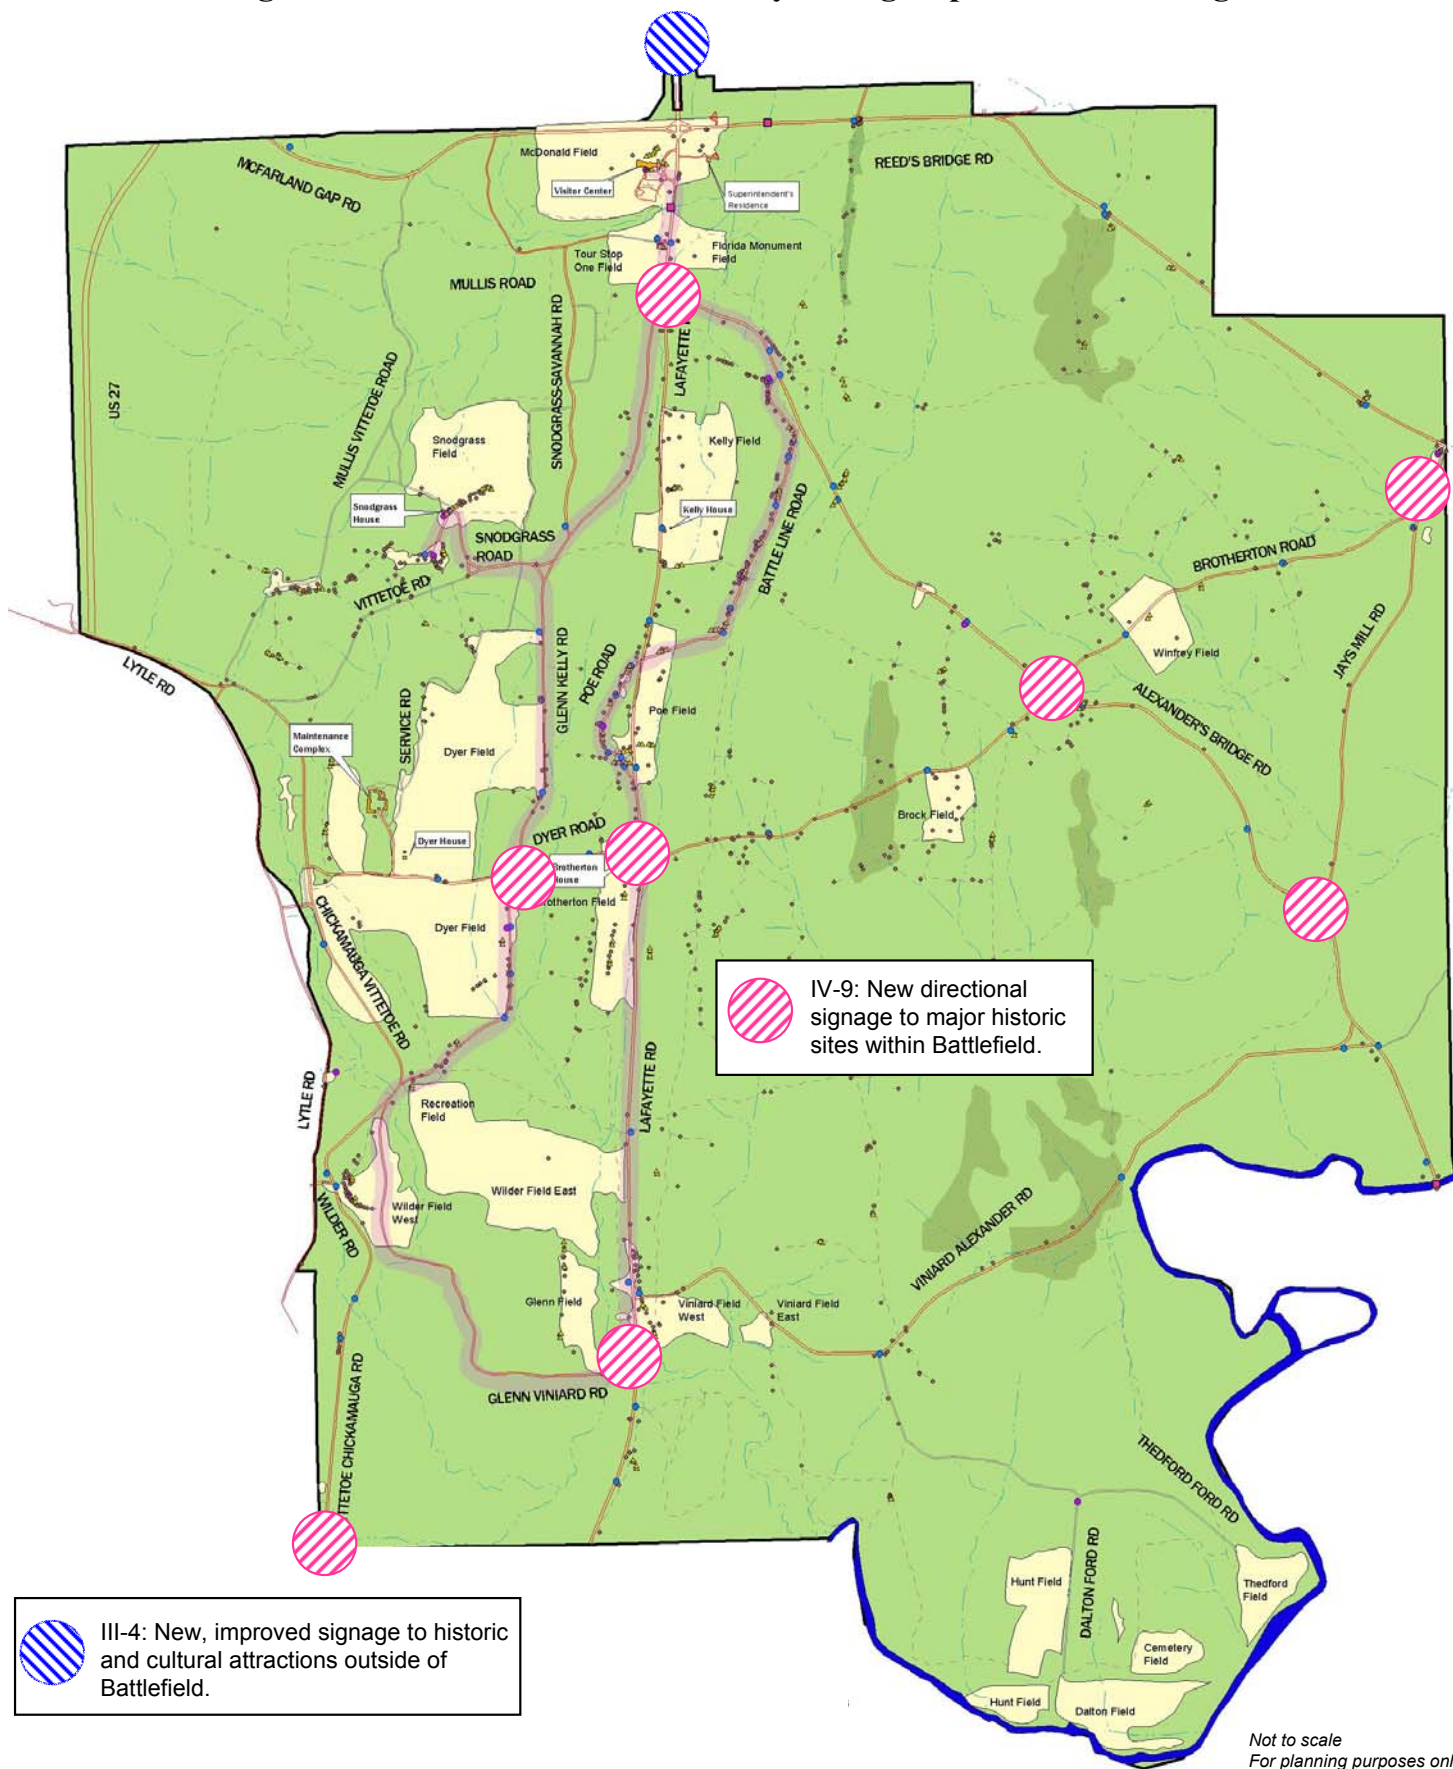 MCFARLAND GAP RD
McDonald Field
Visitor Center
Superintendent's
Residence
REED'S BRIDGE RD
Tour Stop
One Field
Florida Monument
Field
MULLIS ROAD
SNODGRASS-SAVANNAH RD
US 27
MULLIS VITTETOE ROAD
Snodgrass
Field
Kelly Field
Snodgrass
House
Kelly House
SNODGRASS
ROAD
BATTLE LINE ROAD
BROTHERTON ROAD
VITTETOE RD
JAYS MILL RD
Winfrey Field
LYTLE RD
GLENN KELLY RD
POE ROAD
SERVICE RD
Poe Field
ALEXANDER'S BRIDGE RD
Maintenance
Complex
Dyer Field
Brock Field
DYER ROAD
Dyer House
Dyer Field
CHICKAMAUGA VITTETOE RD
IV-9: New directional
signage to major historic
sites within Battlefield.
LYTLE RD
LAFAYETTE RD
Recreation
Field
Wilder Field East
Wilder Field
West
WILDER RD
VINIARD ALEXANDER RD
Glenn Field
Viniard Field
West
Viniard Field
East
GLENN VINIARD RD
TTETOE CHICKAMAUGA RD
THEDFORD FORD RD
DALTON FORD RD
Hunt Field
Thedford
Field
Cemetery
Field
Hunt Field
Dalton Field
III-4: New, improved signage to historic
and cultural attractions outside of
Battlefield.
Not to scale
For planning purposes onl